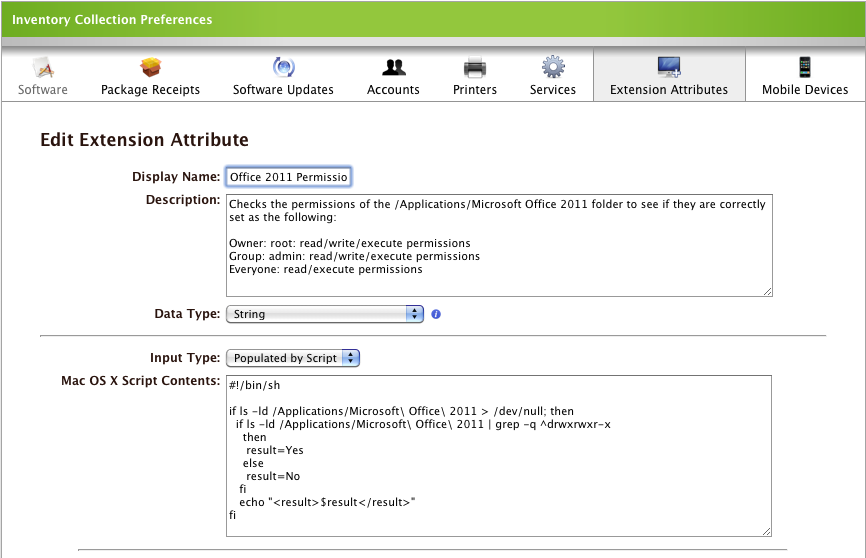 Inventory Collection Preferences
Software
Package Receipts
Software Updates
Accounts
Printers
Services
Extension Attributes
Mobile Devices
Edit Extension Attribute
Display Name: Office 2011 Permissio
Description: Checks the permissions of the /Applications/Microsoft Office 2011 folder to see if they are correctly
set as the following:
Owner: root: read/write/execute permissions
Group: admin: read/write/execute permissions
Everyone: read/execute permissions
Data Type: String
i
Input Type: Populated by Script
Mac OS X Script Contents: #!/bin/sh
if ls -ld /Applications/Microsoft\ Office\ 2011 > /dev/null; then
if ls -ld /Applications/Microsoft\ Office\ 2011 | grep -q ^drwxrwxr-x
then
result=Yes
else
result=No
fi
echo "<result>$result</result>"
fi